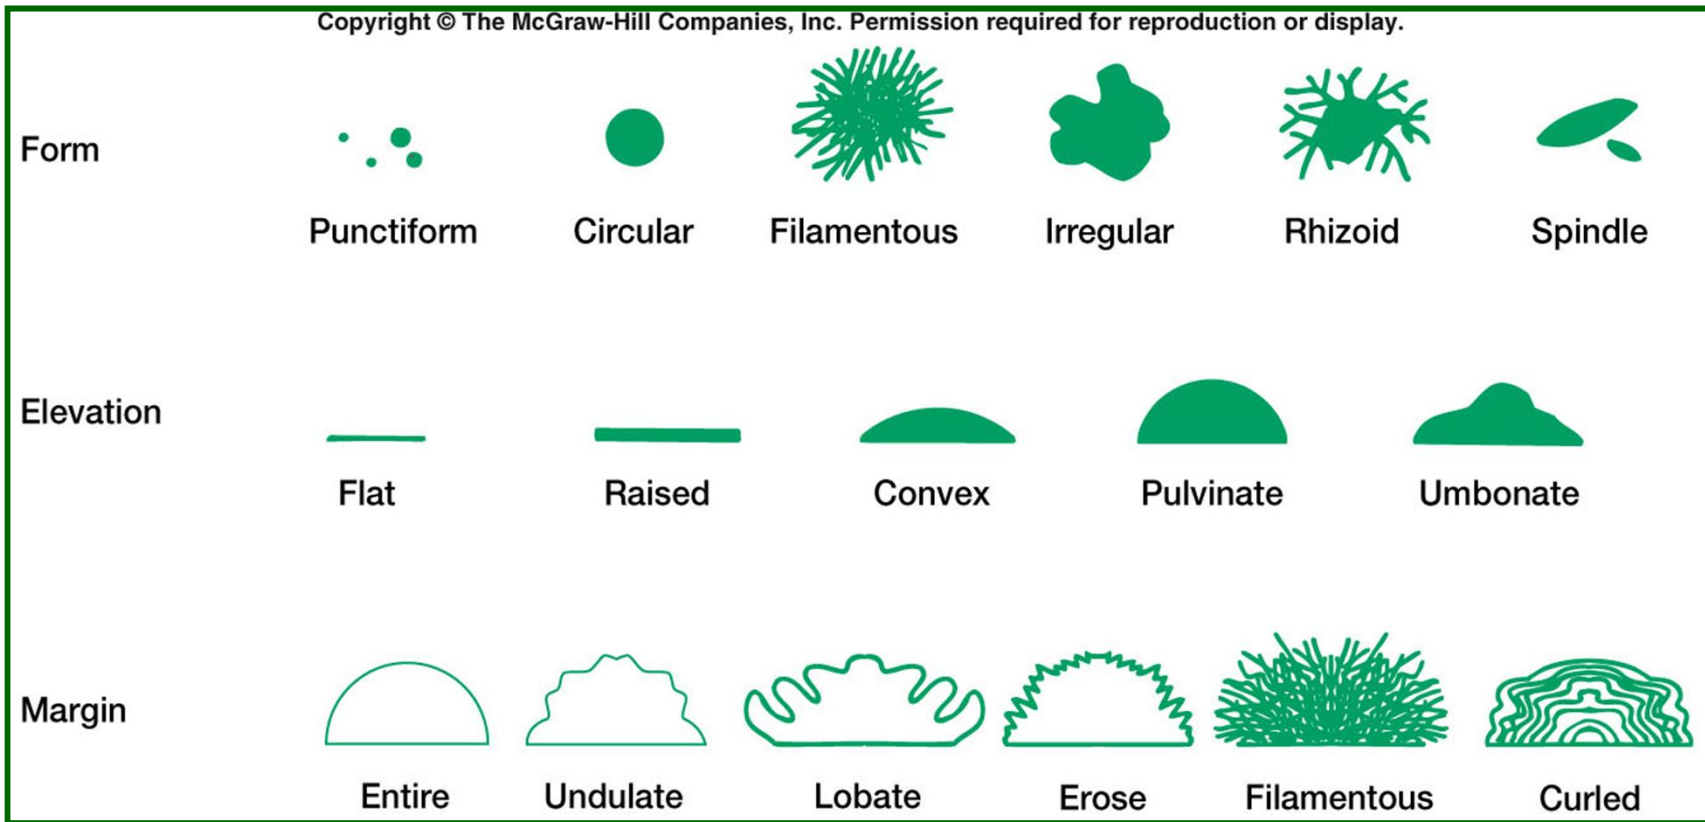 Copyright © The McGraw-Hill Companies, Inc. Permission required for reproduction or display.
Form
Punctiform Circular Filamentous Irregular Rhizoid Spindle
Elevation
Flat Raised Convex Pulvinate Umbonate
Margin
Entire Undulate Lobate Erose Filamentous Curled